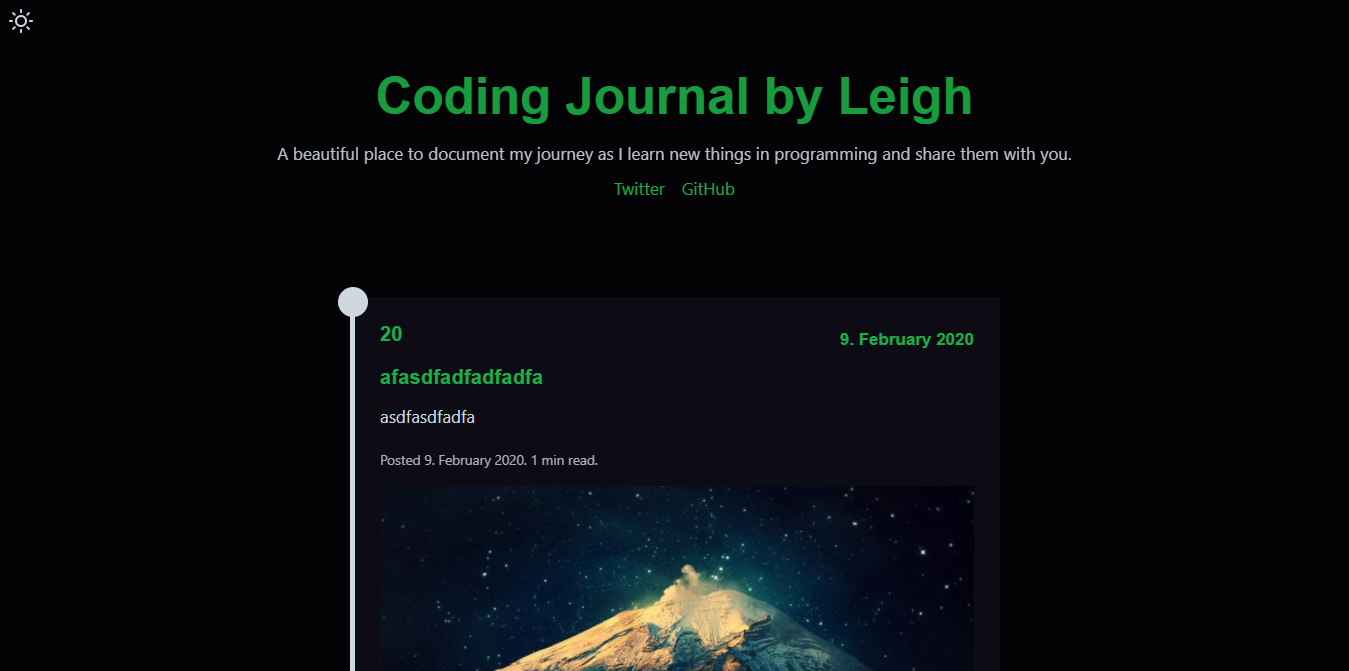 Coding Journal by Leigh
A beautiful place to document my journey as I learn new things in programming and share them with you.
Twitter GitHub
20
9. February 2020
afasdfadfadfadfa
asdfasdfadfa
Posted 9. February 2020. 1 min read.